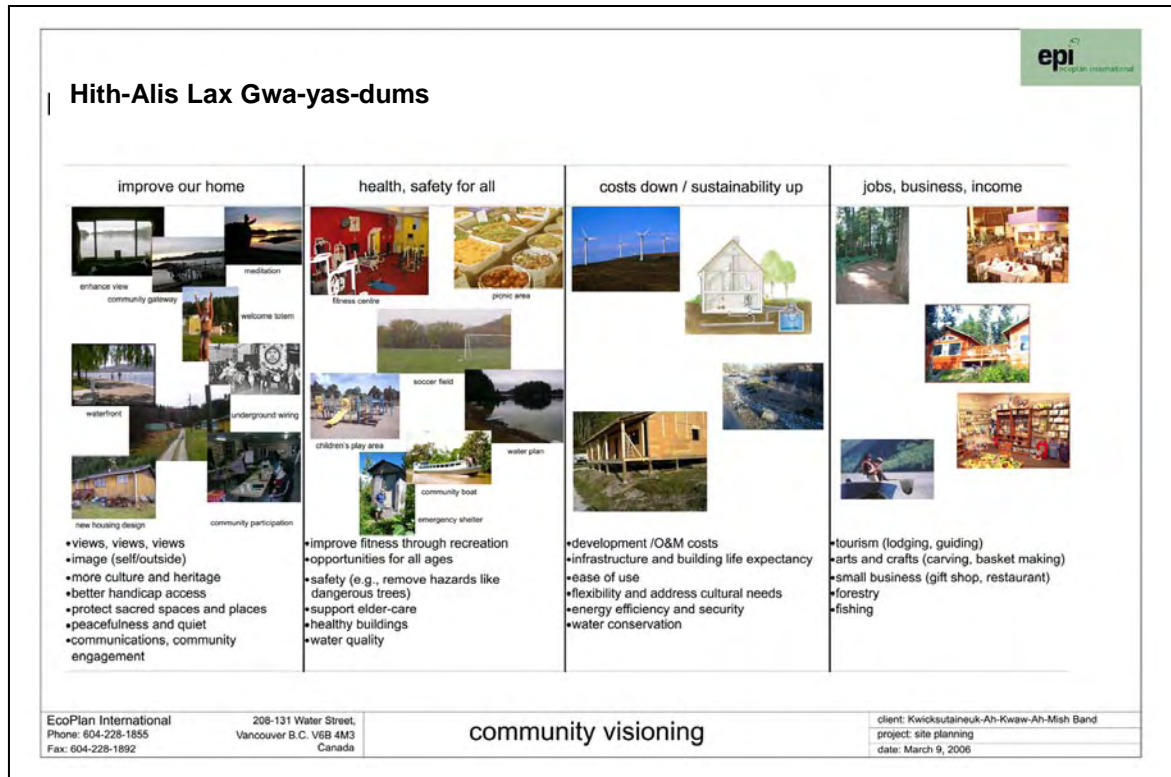 epi
ecoplan international
Hith-Alis Lax Gwa-yas-dums
improve our home
enhance view
community gateway
meditation
welcome totem
waterfront
underground wiring
new housing design
community participation
•views, views, views
•image (self/outside)
•more culture and heritage
•better handicap access
•protect sacred spaces and places
•peacefulness and quiet
•communications, community
engagement
health, safety for all
fitness centre
picnic area
soccer field
children's play area
water plan
community boat
emergency shelter
•improve fitness through recreation
•opportunities for all ages
•safety (e.g., remove hazards like
dangerous trees)
•support elder-care
•healthy buildings
•water quality
costs down / sustainability up
•development /O&M costs
•infrastructure and building life expectancy
•ease of use
•flexibility and address cultural needs
•energy efficiency and security
•water conservation
jobs, business, income
•tourism (lodging, guiding)
•arts and crafts (carving, basket making)
•small business (gift shop, restaurant)
•forestry
•fishing
EcoPlan International
Phone: 604-228-1855
Fax: 604-228-1892
208-131 Water Street,
Vancouver B.C. V6B 4M3
Canada
community visioning
client: Kwicksutaineuk-Ah-Kwaw-Ah-Mish Band
project: site planning
date: March 9, 2006